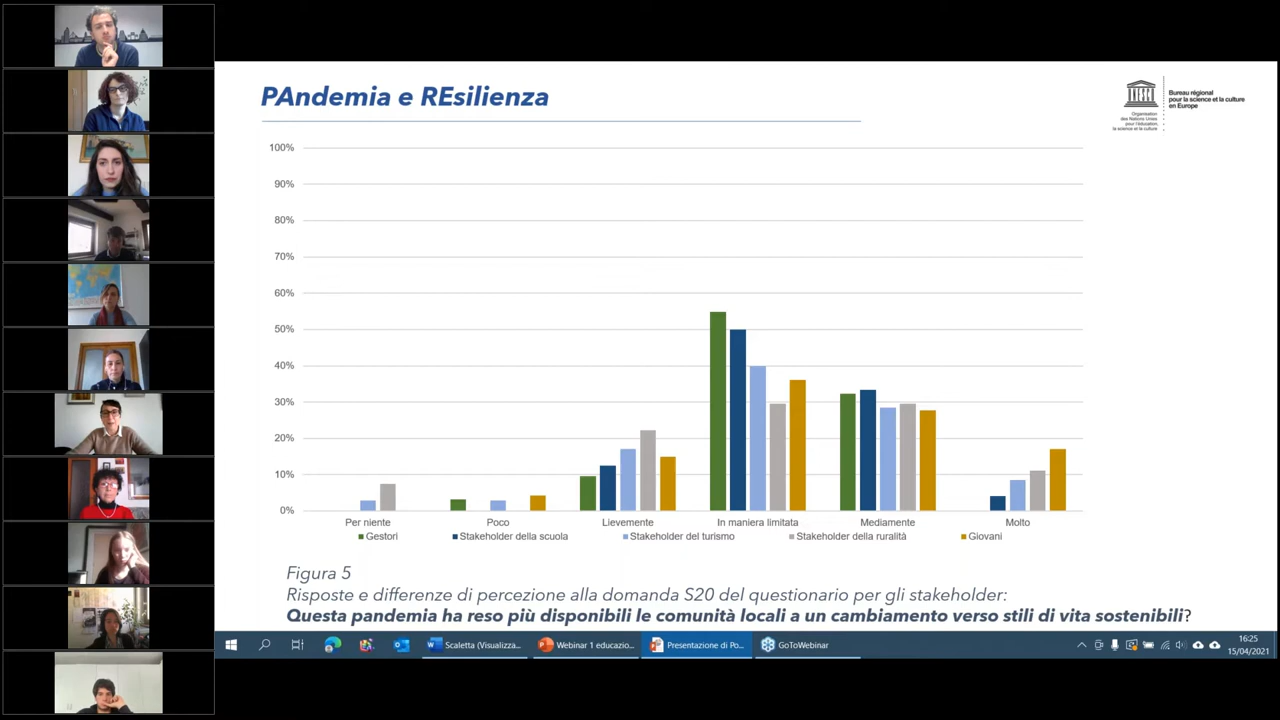 PAndemia e REsilienza
unesco
Bureau régional
pour la science et la culture
en Europe
Organisation
des Nations Unies
pour l'éducation,
la science et la culture
100%
90%
80%
70%
60%
50%
40%
30%
20%
10%
0%
Per niente
Poco
Lievemente
In maniera limitata
Mediamente
Molto
Gestori
Stakeholder della scuola
Stakeholder del turismo
Stakeholder della ruralità
Giovani
Figura 5
Risposte e differenze di percezione alla domanda S20 del questionario per gli stakeholder:
Questa pandemia ha reso più disponibili le comunità locali a un cambiamento verso stili di vita sostenibili?
Scaletta (Visualizza...
Webinar 1 educazio...
Presentazione di Po...
GoToWebinar
16:25
15/04/2021